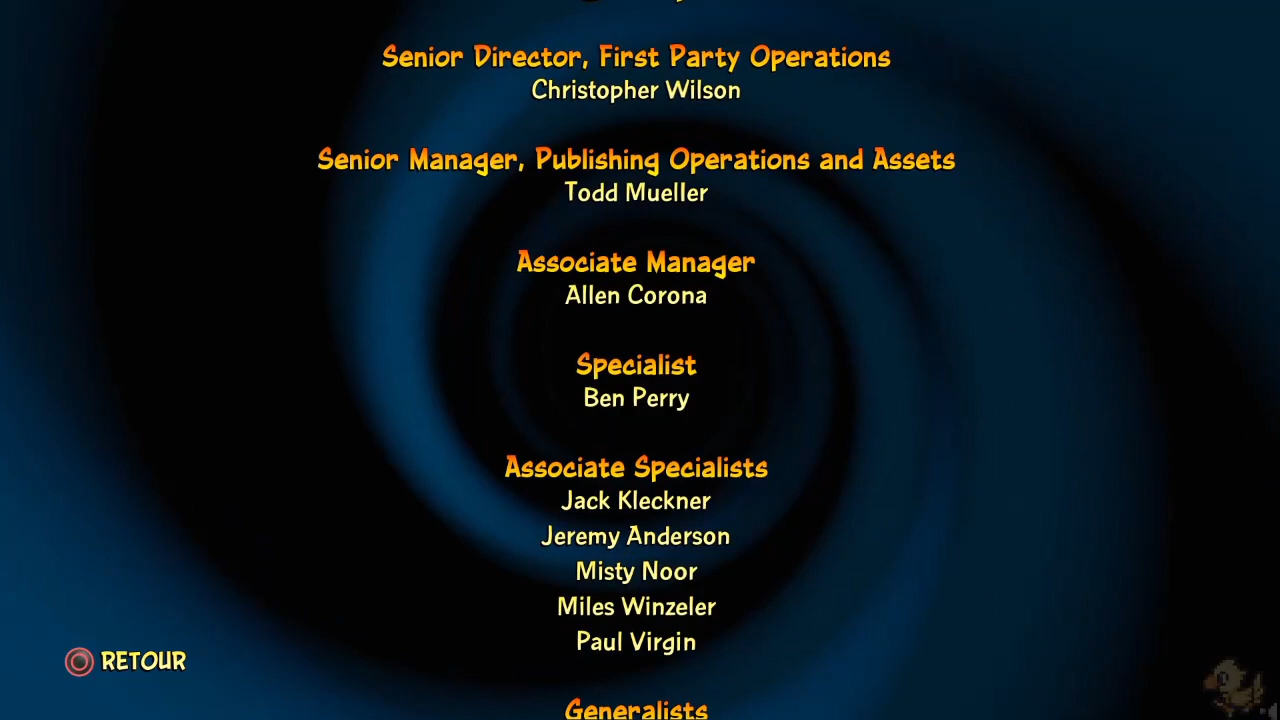 Senior Director, First Party Operations
Christopher Wilson
Senior Manager, Publishing Operations and Assets
Todd Mueller
Associate Manager
Allen Corona
Specialist
Ben Perry
Associate Specialists
Jack Kleckner
Jeremy Anderson
Misty Noor
Miles Winzeler
Paul Virgin
RETOUR
Generalists